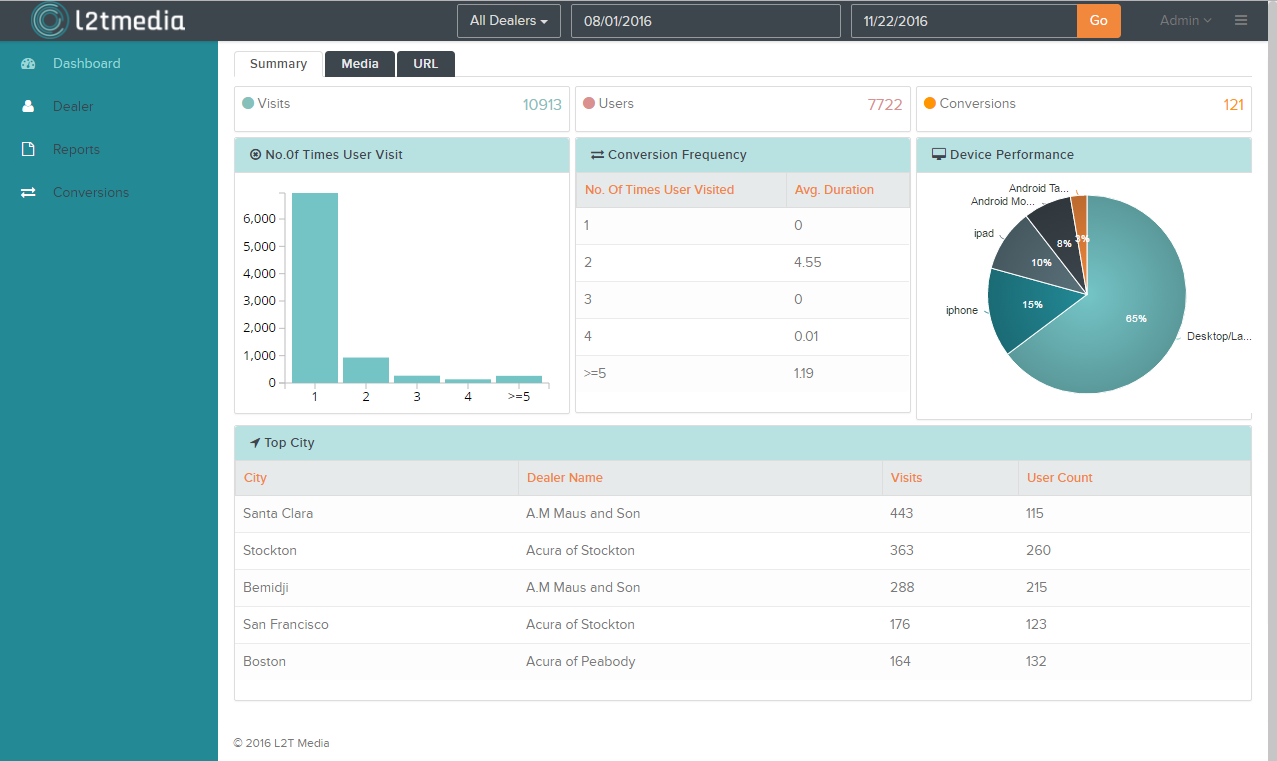 l2tmedia
All Dealers
08/01/2016
11/22/2016
Go
Admin
Dashboard
Dealer
Reports
Conversions
Summary
Media
URL
Visits
10913
Users
7722
Conversions
121
No.0f Times User Visit
6,000
5,000
4,000
3,000
2,000
1,000
0
1 2 3 4 >=5
Conversion Frequency
No. Of Times User Visited Avg. Duration
1 0
2 4.55
3 0
4 0.01
>=5 1.19
Device Performance
Android Ta...
Android Mo...
ipad
iphone
Desktop/La...
3%
8%
10%
15%
65%
Top City
City Dealer Name Visits User Count
Santa Clara A.M Maus and Son 443 115
Stockton Acura of Stockton 363 260
Bemidji A.M Maus and Son 288 215
San Francisco Acura of Stockton 176 123
Boston Acura of Peabody 164 132
© 2016 L2T Media